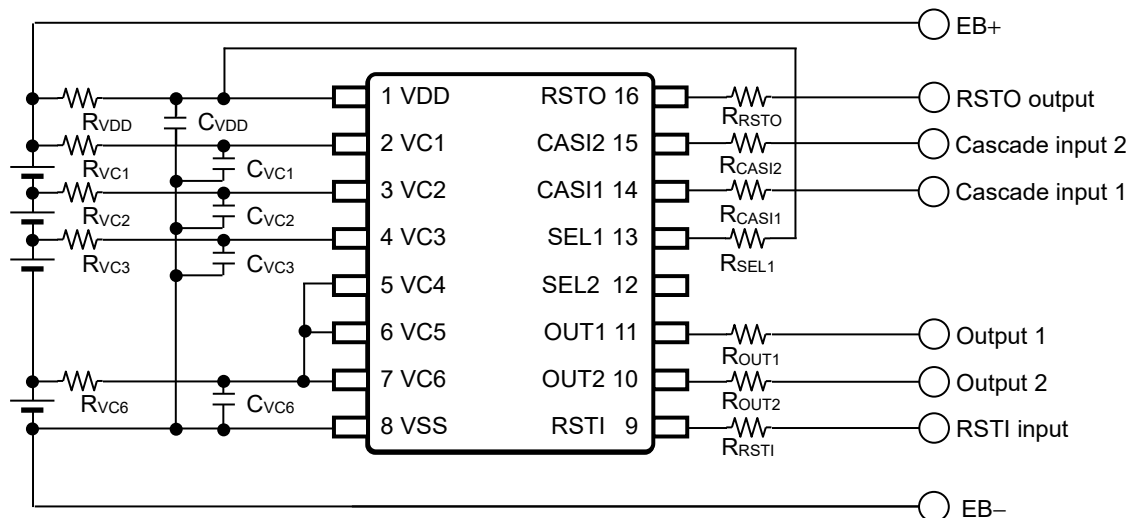 EB+
1 VDD
RSTO 16
RSTO output
RVDD
CVDD
RRSTO
2 VC1
CASI2 15
Cascade input 2
RVC1
CVC1
RCASI2
3 VC2
CASI1 14
Cascade input 1
RVC2
CVC2
RCASI1
4 VC3
SEL1 13
RVC3
CVC3
RSEL1
5 VC4
SEL2 12
6 VC5
OUT1 11
Output 1
ROUT1
7 VC6
OUT2 10
Output 2
RVC6
CVC6
ROUT2
8 VSS
RSTI 9
RSTI input
RRSTI
EB−